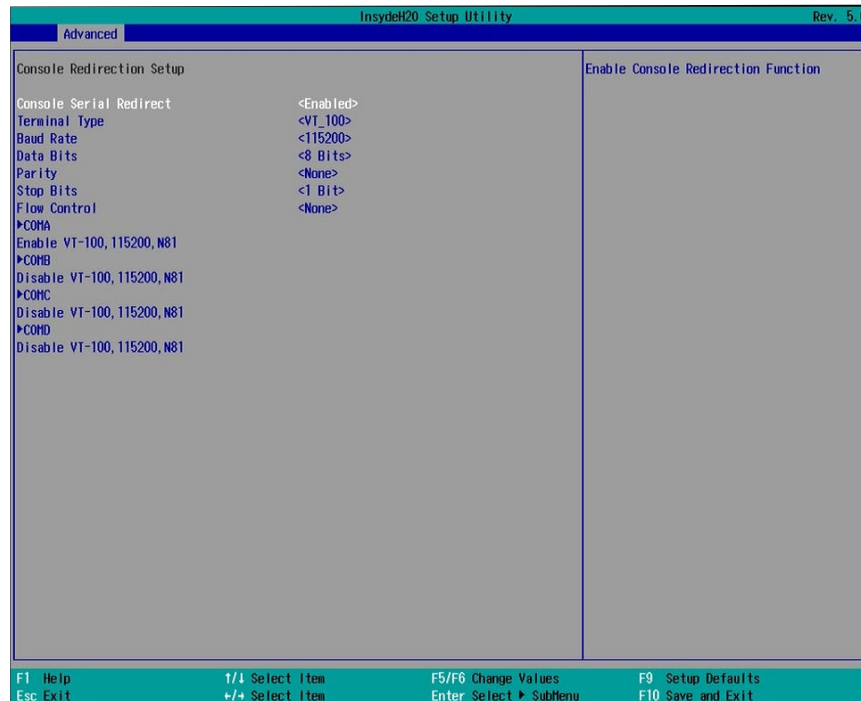 InsydeH20 Setup Utility Rev. 5.
Advanced
Console Redirection Setup
Enable Console Redirection Function
Console Serial Redirect <Enabled>
Terminal Type <VT_100>
Baud Rate <115200>
Data Bits <8 Bits>
Parity <None>
Stop Bits <1 Bit>
Flow Control <None>
▶COMA
Enable VT-100,115200,N81
▶COMB
Disable VT-100,115200,N81
▶COMC
Disable VT-100,115200,N81
▶COMD
Disable VT-100,115200,N81
F1 Help ↑/↓ Select Item F5/F6 Change Values F9 Setup Defaults
Esc Exit ←/→ Select Item Enter Select ▶ SubMenu F10 Save and Exit